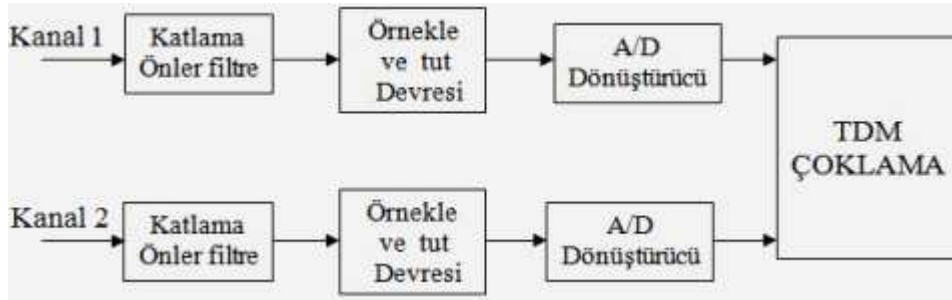 Kanal 1
Katlama
Önler filtre
Örnekle
ve tut
Devresi
A/D
Dönüştürücü
TDM
ÇOKLAMA
Kanal 2
Katlama
Önler filtre
Örnekle
ve tut
Devresi
A/D
Dönüştürücü